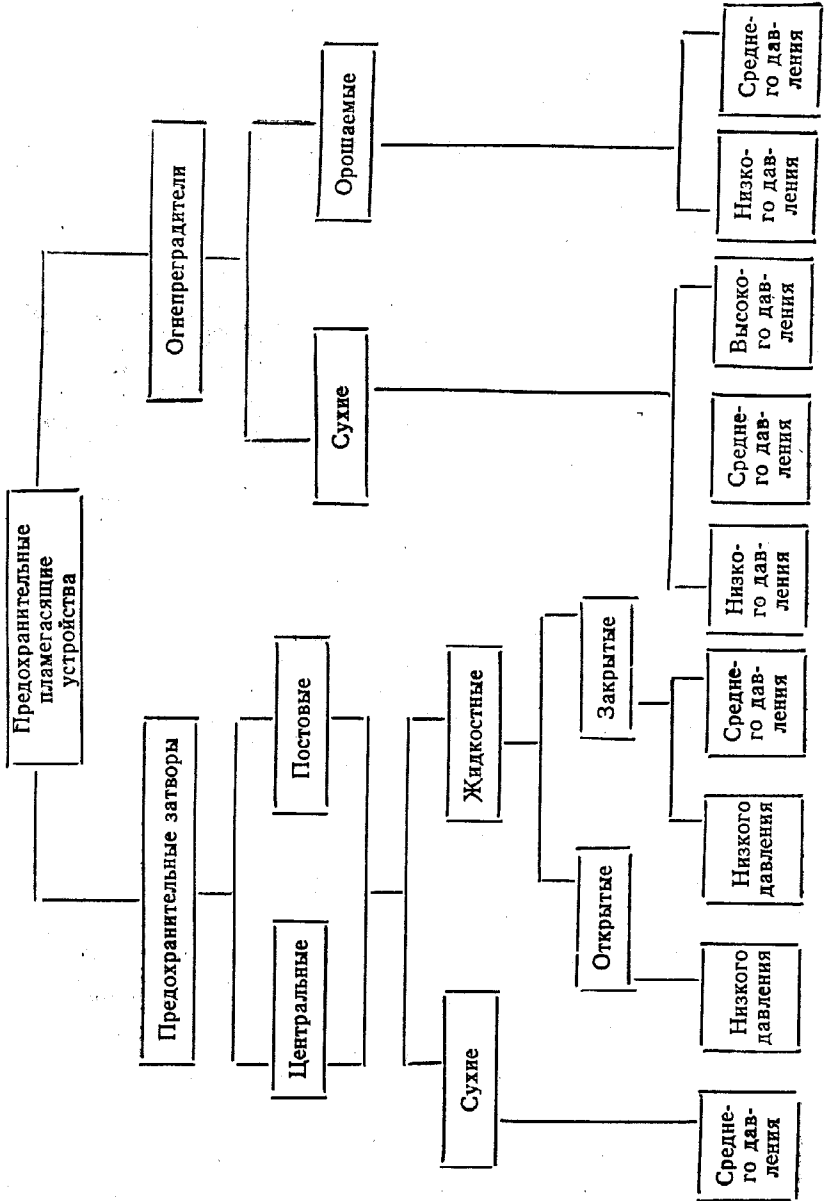 Предохранительные
пламегасящие
устройства
Предохранительные затворы
Огнепреградители
Центральные
Постовые
Сухие
Орошаемые
Сухие
Жидкостные
Открытые
Закрытые
Средне-
го дав-
ления
Низкого
давления
Низкого
давления
Средне-
го дав-
ления
Низко-
го дав-
ления
Средне-
го дав-
ления
Высоко-
го дав-
ления
Низко-
го дав-
ления
Средне-
го дав-
ления